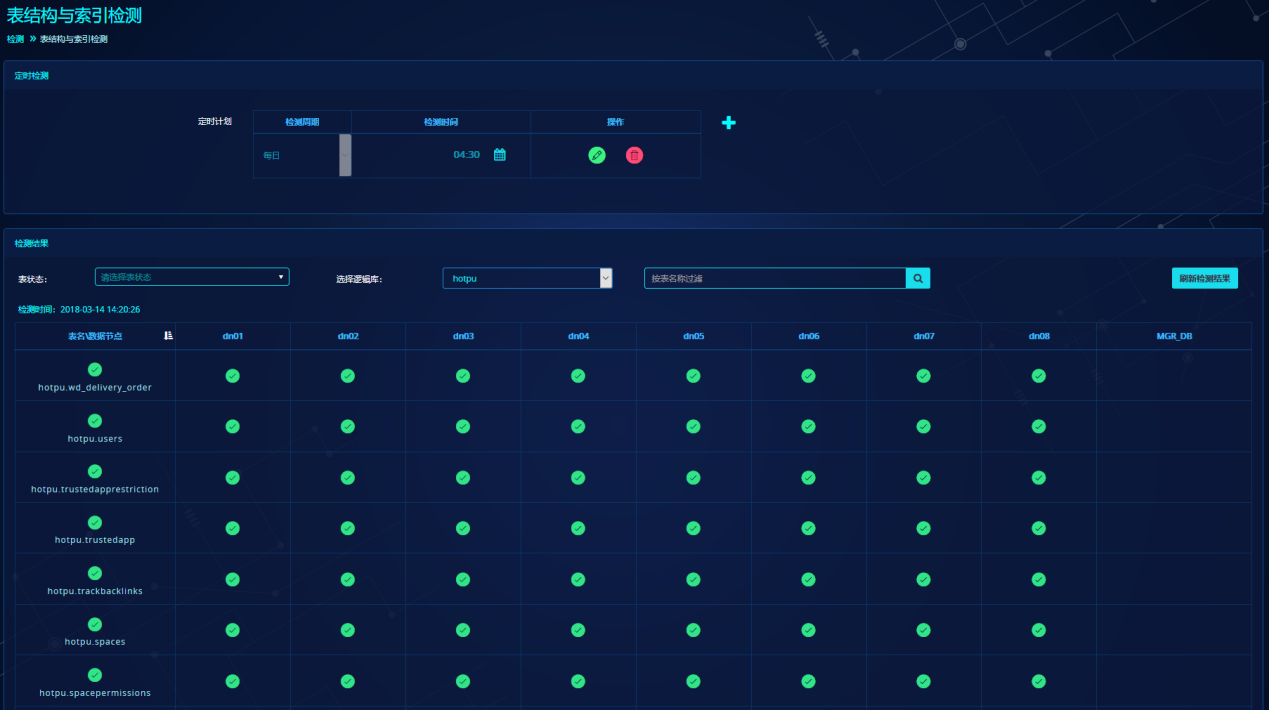 表结构与索引检测
检测 » 表结构与索引检测
定时检测
定时计划 检测周期 检测时间 操作
每日 04:30
检测结果
表状态: 请选择表状态 选择逻辑库: hotpu 按表名称过滤 刷新检测结果
检测时间: 2018-03-14 14:20:26
表名\数据节点 dn01 dn02 dn03 dn04 dn05 dn06 dn07 dn08 MGR_DB
hotpu.wd_delivery_order
hotpu.users
hotpu.trustedapprestriction
hotpu.trustedapp
hotpu.trackbacklinks
hotpu.spaces
hotpu.spacepermissions